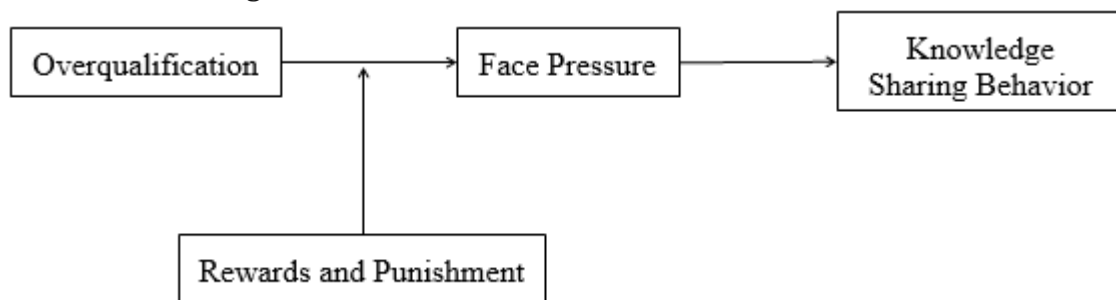 Overqualification
Face Pressure
Knowledge
Sharing Behavior
Rewards and Punishment